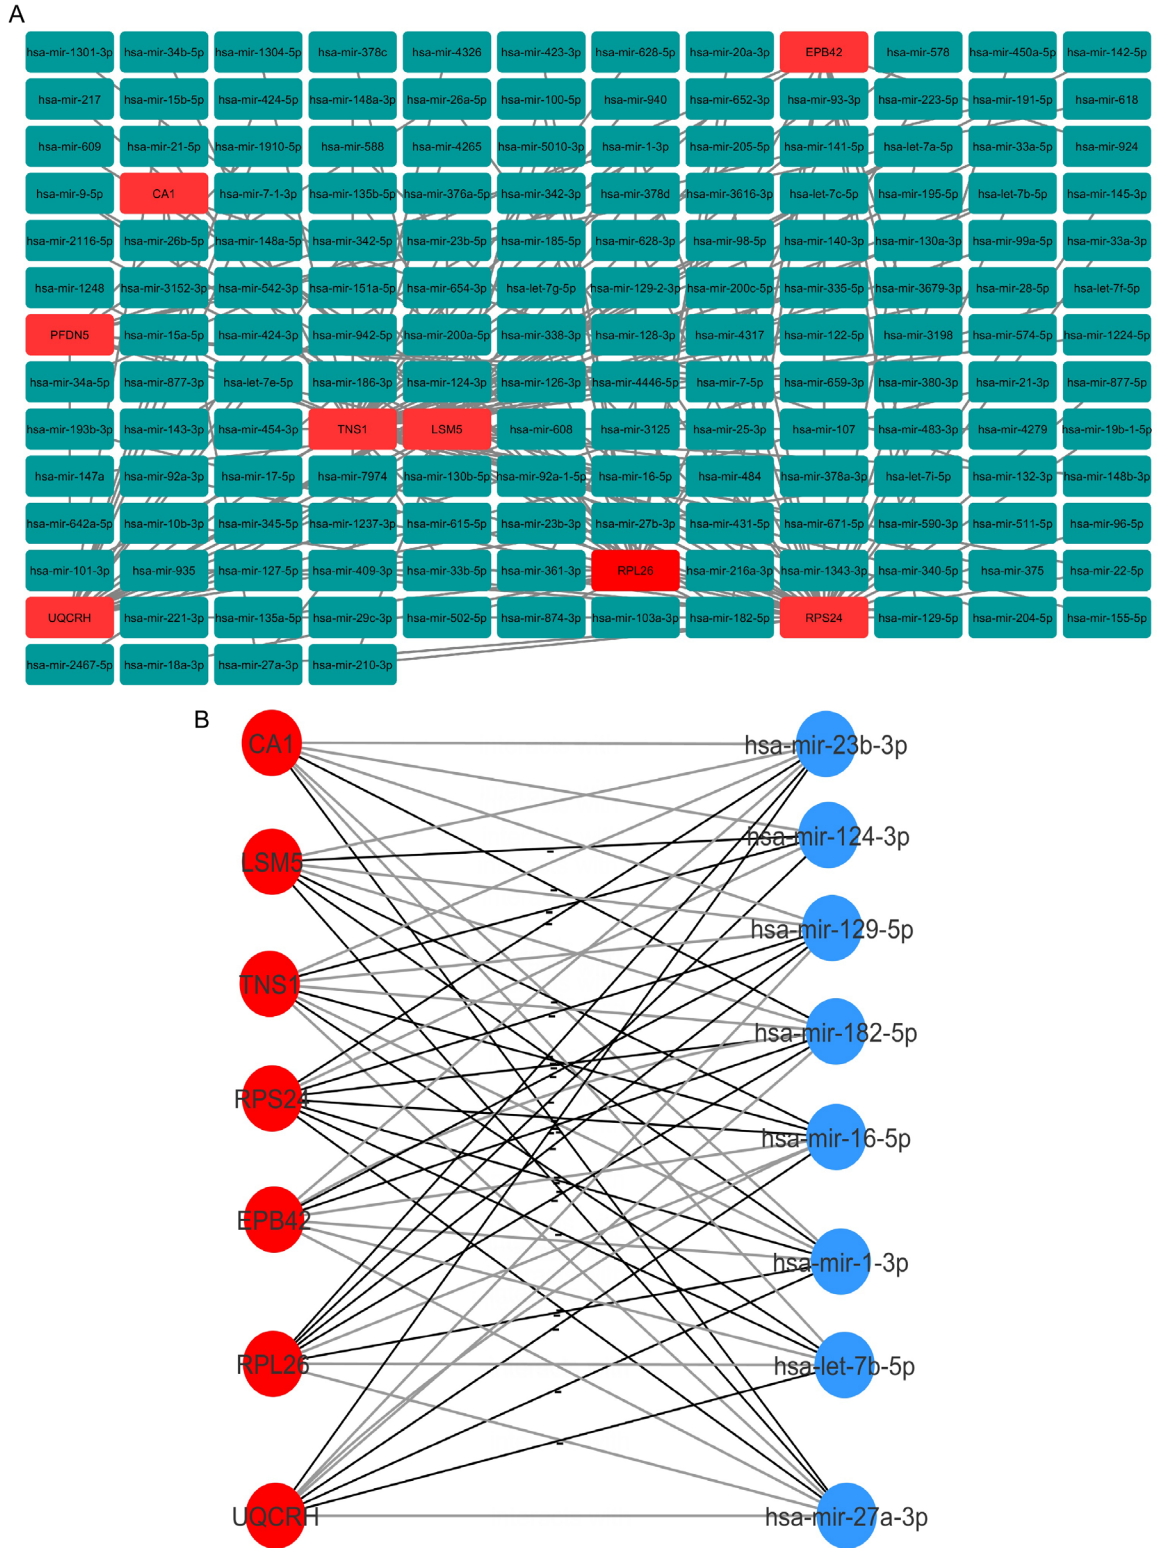 A
hsa-mir-1301-3p hsa-mir-34b-5p hsa-mir-1304-5p hsa-mir-378c hsa-mir-4326 hsa-mir-423-3p hsa-mir-628-5p hsa-mir-20a-3p EPB42 hsa-mir-578 hsa-mir-450a-5p hsa-mir-142-5p
hsa-mir-217 hsa-mir-15b-5p hsa-mir-424-5p hsa-mir-148a-3p hsa-mir-26a-5p hsa-mir-100-5p hsa-mir-940 hsa-mir-652-3p hsa-mir-93-3p hsa-mir-223-5p hsa-mir-191-5p hsa-mir-618
hsa-mir-609 hsa-mir-21-5p hsa-mir-1910-5p hsa-mir-588 hsa-mir-4265 hsa-mir-5010-3p hsa-mir-1-3p hsa-mir-205-5p hsa-mir-141-5p hsa-let-7a-5p hsa-mir-33a-5p hsa-mir-924
hsa-mir-9-5p CA1 hsa-mir-7-1-3p hsa-mir-135b-5p hsa-mir-376a-5p hsa-mir-342-3p hsa-mir-378d hsa-mir-3616-3p hsa-let-7c-5p hsa-mir-195-5p hsa-let-7b-5p hsa-mir-145-3p
hsa-mir-2116-5p hsa-mir-26b-5p hsa-mir-148a-5p hsa-mir-342-5p hsa-mir-23b-5p hsa-mir-185-5p hsa-mir-628-3p hsa-mir-98-5p hsa-mir-140-3p hsa-mir-130a-3p hsa-mir-99a-5p hsa-mir-33a-3p
hsa-mir-1248 hsa-mir-3152-3p hsa-mir-542-3p hsa-mir-151a-5p hsa-mir-654-3p hsa-let-7g-5p hsa-mir-129-2-3p hsa-mir-200c-5p hsa-mir-335-5p hsa-mir-3679-3p hsa-mir-28-5p hsa-let-7f-5p
PFDN5 hsa-mir-15a-5p hsa-mir-424-3p hsa-mir-942-5p hsa-mir-200a-5p hsa-mir-338-3p hsa-mir-128-3p hsa-mir-4317 hsa-mir-122-5p hsa-mir-3198 hsa-mir-574-5p hsa-mir-1224-5p
hsa-mir-34a-5p hsa-mir-877-3p hsa-let-7e-5p hsa-mir-186-3p hsa-mir-124-3p hsa-mir-126-3p hsa-mir-4446-5p hsa-mir-7-5p hsa-mir-659-3p hsa-mir-380-3p hsa-mir-21-3p hsa-mir-877-5p
hsa-mir-193b-3p hsa-mir-143-3p hsa-mir-454-3p TNS1 LSM5 hsa-mir-608 hsa-mir-3125 hsa-mir-25-3p hsa-mir-107 hsa-mir-483-3p hsa-mir-4279 hsa-mir-19b-1-5p
hsa-mir-147a hsa-mir-92a-3p hsa-mir-17-5p hsa-mir-7974 hsa-mir-130b-5p hsa-mir-92a-1-5p hsa-mir-16-5p hsa-mir-484 hsa-mir-378a-3p hsa-let-7i-5p hsa-mir-132-3p hsa-mir-148b-3p
hsa-mir-642a-5p hsa-mir-10b-3p hsa-mir-345-5p hsa-mir-1237-3p hsa-mir-615-5p hsa-mir-23b-3p hsa-mir-27b-3p hsa-mir-431-5p hsa-mir-671-5p hsa-mir-590-3p hsa-mir-511-5p hsa-mir-96-5p
hsa-mir-101-3p hsa-mir-935 hsa-mir-127-5p hsa-mir-409-3p hsa-mir-33b-5p hsa-mir-361-3p RPL26 hsa-mir-216a-3p hsa-mir-1343-3p hsa-mir-340-5p hsa-mir-375 hsa-mir-22-5p
UQCRH hsa-mir-221-3p hsa-mir-135a-5p hsa-mir-29c-3p hsa-mir-502-5p hsa-mir-874-3p hsa-mir-103a-3p hsa-mir-182-5p RPS24 hsa-mir-129-5p hsa-mir-204-5p hsa-mir-155-5p
hsa-mir-2467-5p hsa-mir-18a-3p hsa-mir-27a-3p hsa-mir-210-3p
B
CA1 hsa-mir-23b-3p
hsa-mir-124-3p
LSM5
hsa-mir-129-5p
TNS1
hsa-mir-182-5p
RPS24
hsa-mir-16-5p
EPB42
hsa-mir-1-3p
RPL26 hsa-let-7b-5p
UQCRH hsa-mir-27a-3p